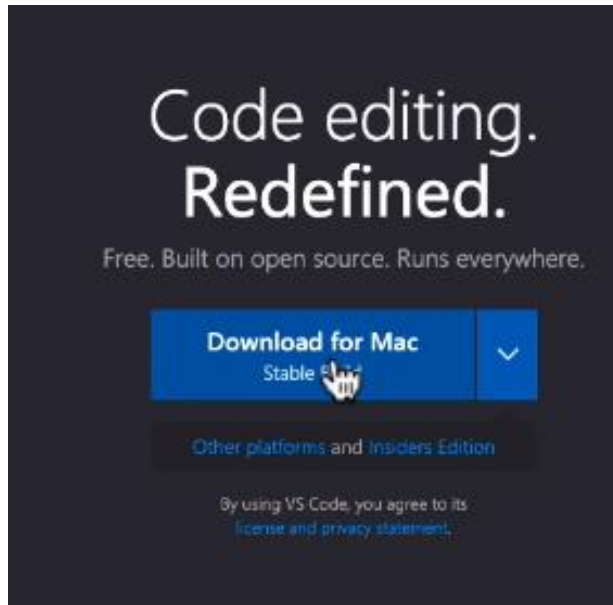 Code editing.
Redefined.
Free. Built on open source. Runs everywhere.
Download for Mac
Stable
Other platforms and Insiders Edition
By using VS Code, you agree to its
license and privacy statement.